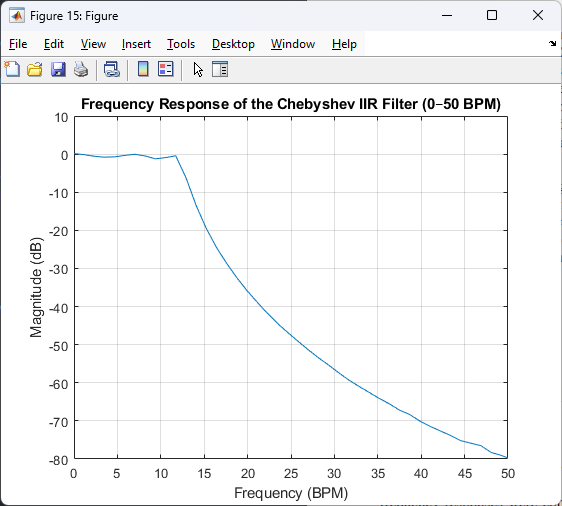 Figure 15: Figure
File Edit View Insert Tools Desktop Window Help
Frequency Response of the Chebyshev IIR Filter (0−50 BPM)
10
0
-10
-20
-30
-40
-50
-60
-70
-80
Magnitude (dB)
0 5 10 15 20 25 30 35 40 45 50
Frequency (BPM)